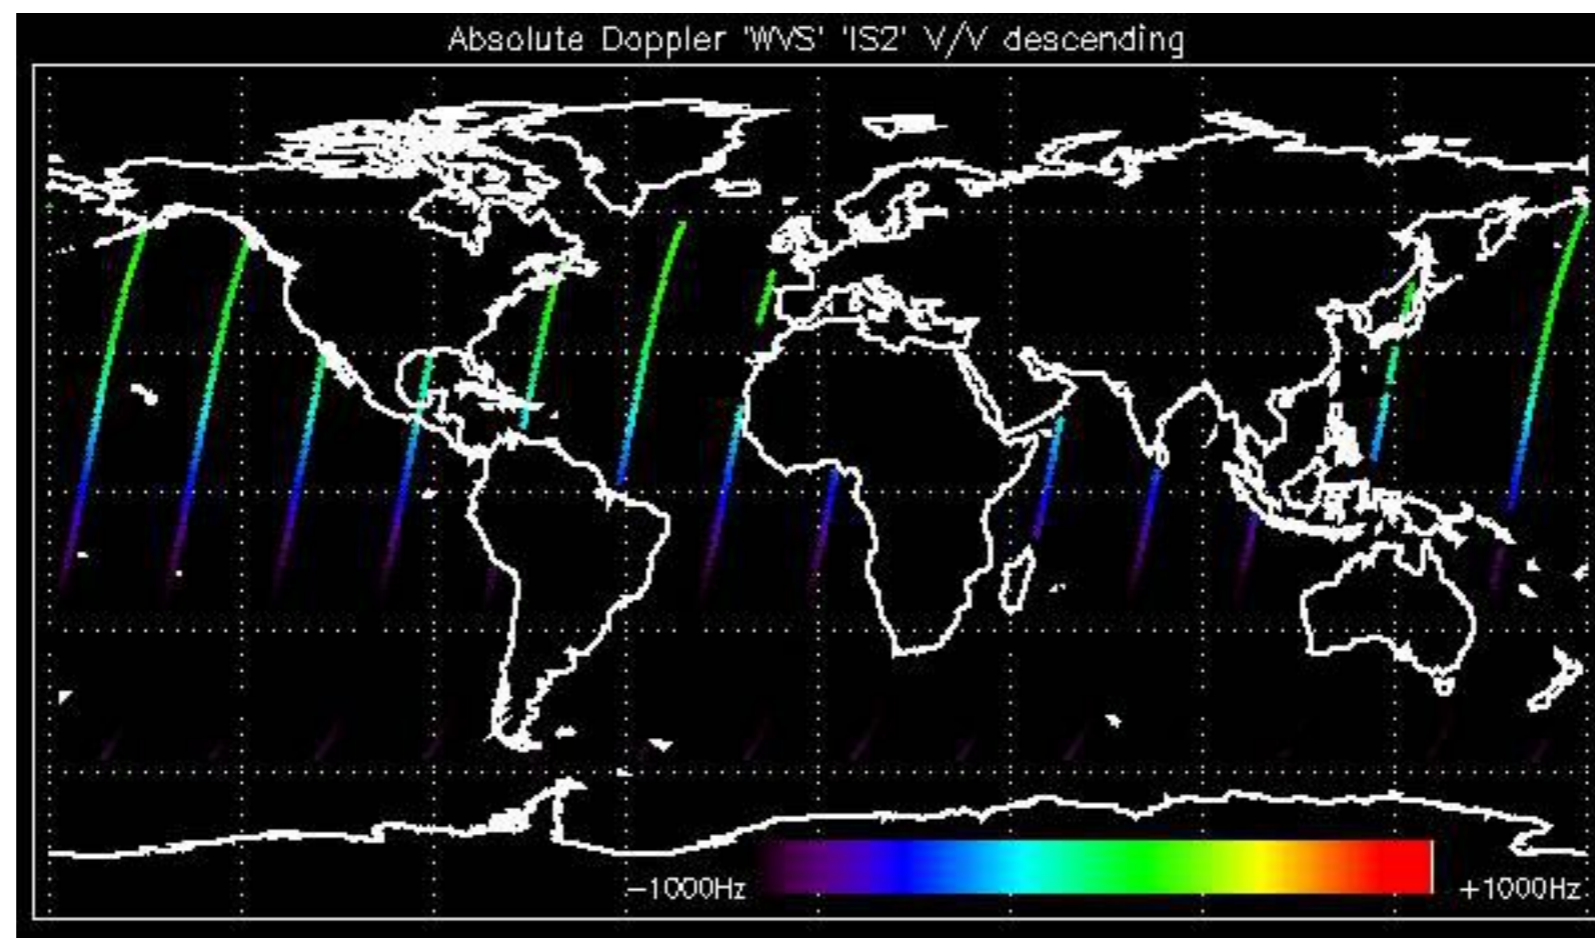 Absolute Doppler 'WVS' 'IS2' V/V descending
−1000Hz
+1000Hz